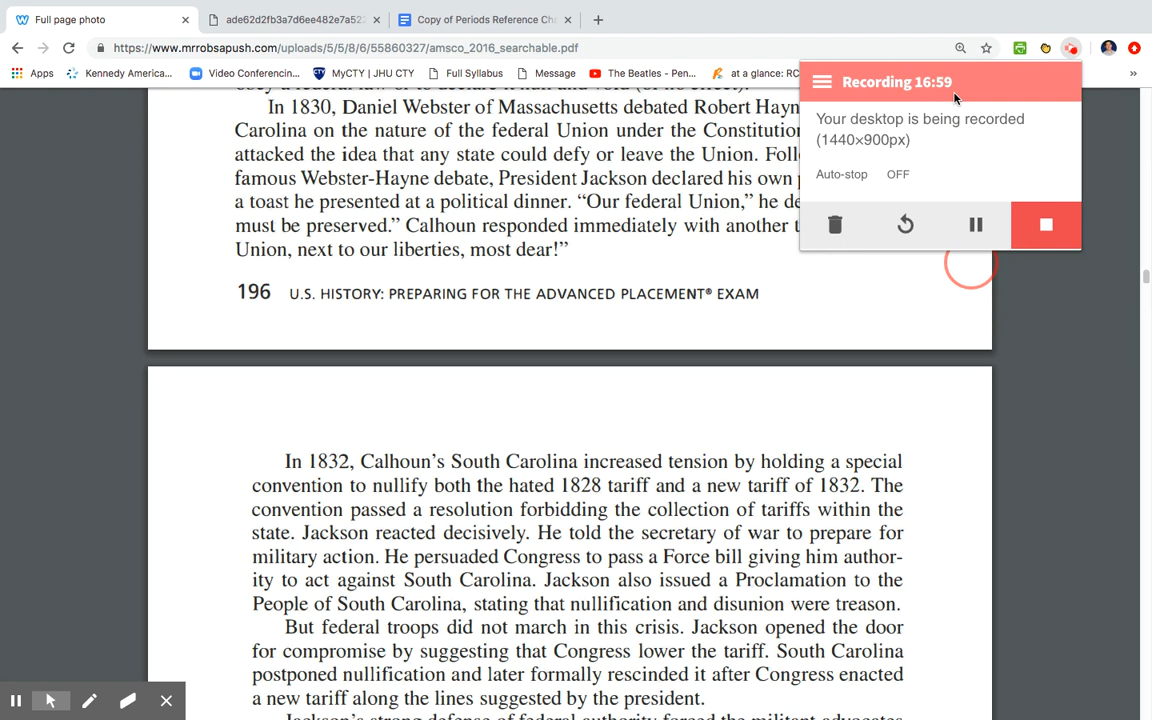 Full page photo
ade62d2fb3a7d6ee482e7a522
Copy of Periods Reference Cha
https://www.mrrobsapush.com/uploads/5/5/8/6/55860327/amsco_2016_searchable.pdf
Apps
Kennedy America...
Video Conferencin...
MyCTY | JHU CTY
Full Syllabus
Message
The Beatles - Pen...
at a glance: RC
»
Recording 16:59
Your desktop is being recorded
(1440×900px)
Auto-stop OFF
In 1830, Daniel Webster of Massachusetts debated Robert Hayn
Carolina on the nature of the federal Union under the Constitution
attacked the idea that any state could defy or leave the Union. Foll
famous Webster-Hayne debate, President Jackson declared his own p
a toast he presented at a political dinner. “Our federal Union,” he de
must be preserved.” Calhoun responded immediately with another t
Union, next to our liberties, most dear!”
196 U.S. HISTORY: PREPARING FOR THE ADVANCED PLACEMENT® EXAM
In 1832, Calhoun’s South Carolina increased tension by holding a special
convention to nullify both the hated 1828 tariff and a new tariff of 1832. The
convention passed a resolution forbidding the collection of tariffs within the
state. Jackson reacted decisively. He told the secretary of war to prepare for
military action. He persuaded Congress to pass a Force bill giving him author-
ity to act against South Carolina. Jackson also issued a Proclamation to the
People of South Carolina, stating that nullification and disunion were treason.
But federal troops did not march in this crisis. Jackson opened the door
for compromise by suggesting that Congress lower the tariff. South Carolina
postponed nullification and later formally rescinded it after Congress enacted
a new tariff along the lines suggested by the president.
Jackson’s strong defense of federal authority forced the militant advocates